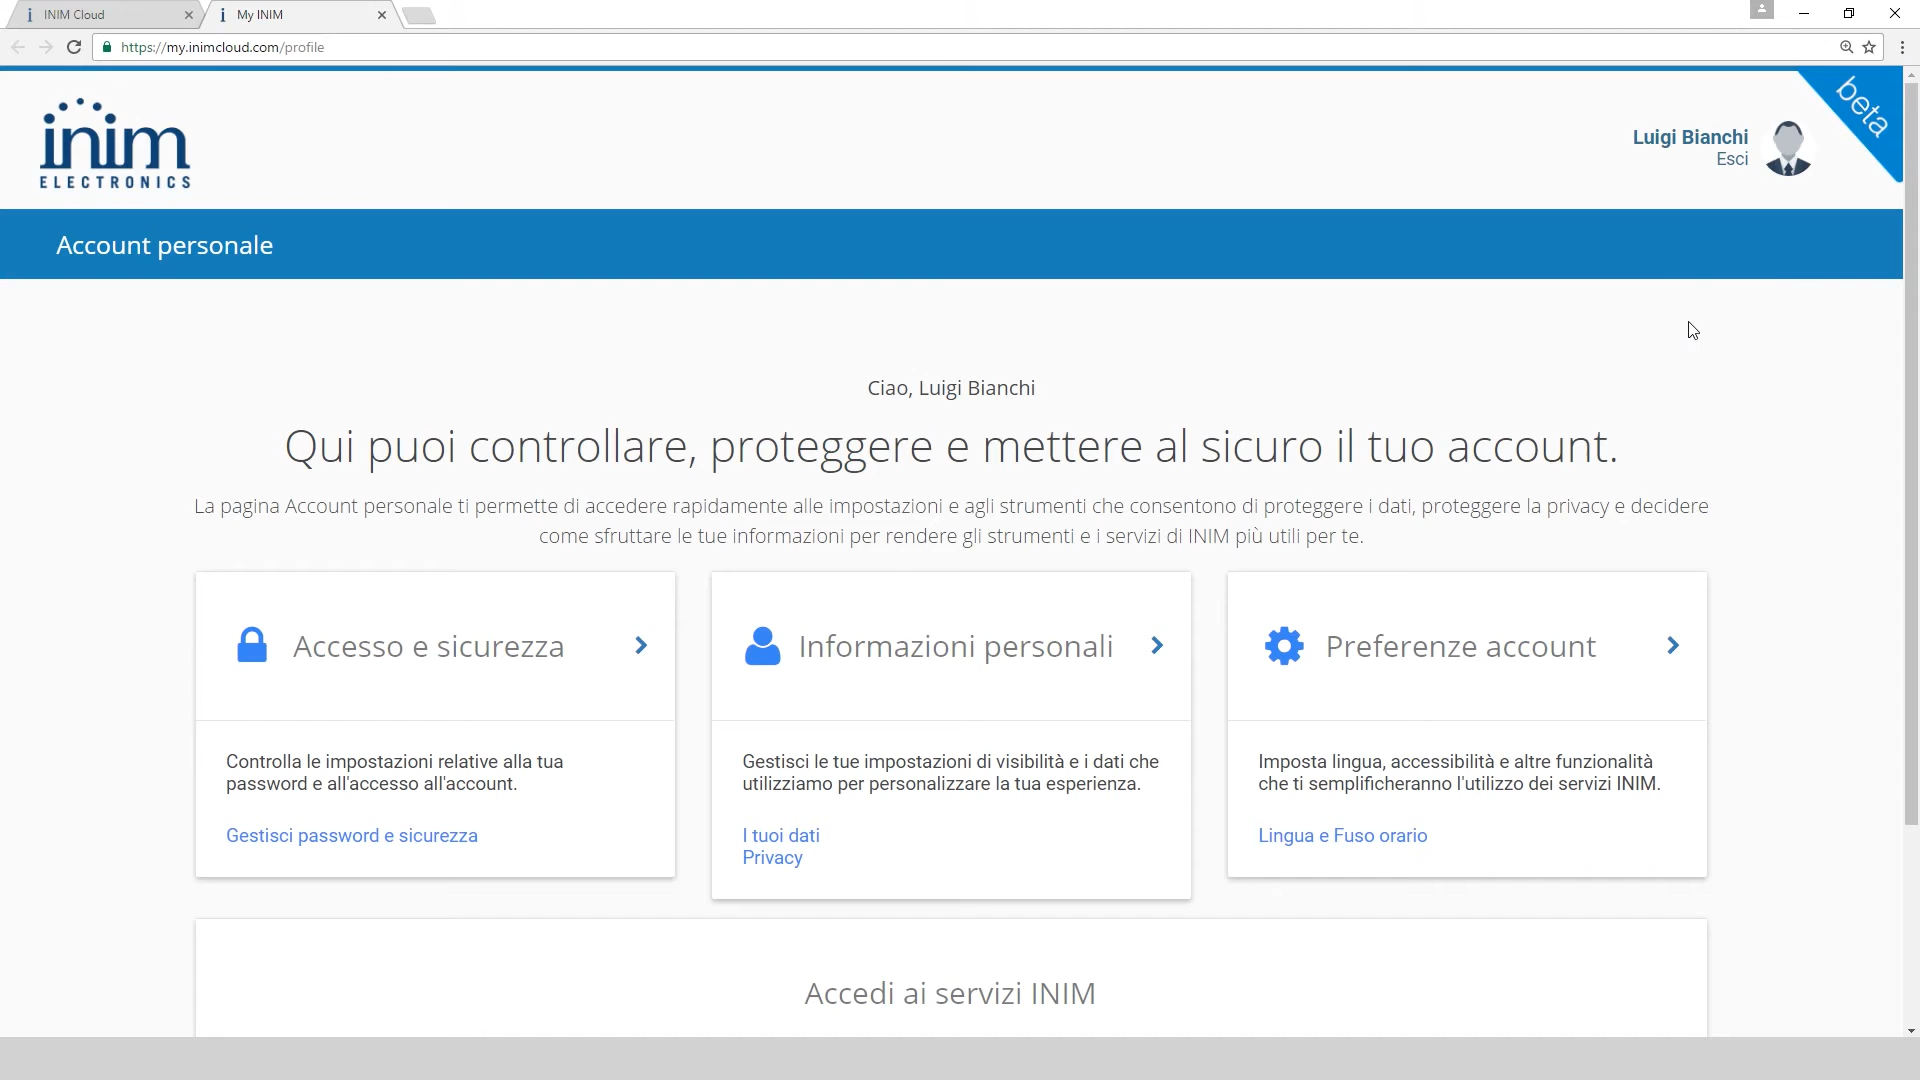 INIM Cloud
My INIM
https://my.inimcloud.com/profile
beta
inim
ELECTRONICS
Luigi Bianchi
Esci
Account personale
Ciao, Luigi Bianchi
Qui puoi controllare, proteggere e mettere al sicuro il tuo account.
La pagina Account personale ti permette di accedere rapidamente alle impostazioni e agli strumenti che consentono di proteggere i dati, proteggere la privacy e decidere
come sfruttare le tue informazioni per rendere gli strumenti e i servizi di INIM più utili per te.
Accesso e sicurezza
Controlla le impostazioni relative alla tua
password e all'accesso all'account.
Gestisci password e sicurezza
Informazioni personali
Gestisci le tue impostazioni di visibilità e i dati che
utilizziamo per personalizzare la tua esperienza.
I tuoi dati
Privacy
Preferenze account
Imposta lingua, accessibilità e altre funzionalità
che ti semplificheranno l'utilizzo dei servizi INIM.
Lingua e Fuso orario
Accedi ai servizi INIM